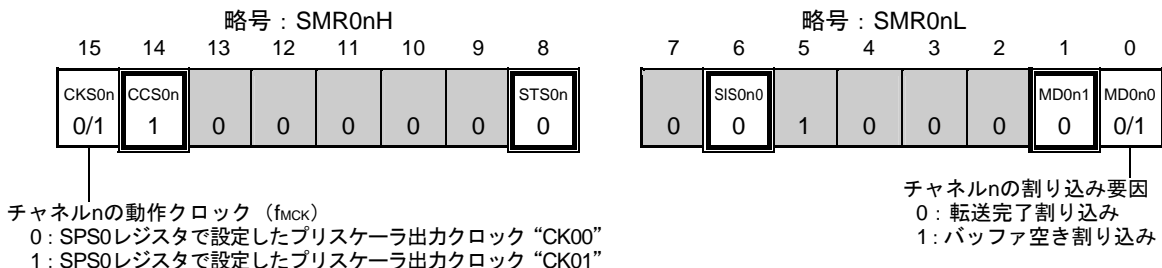 略号：SMR0nH
略号：SMR0nL
15 14 13 12 11 10 9 8 7 6 5 4 3 2 1 0
CKS0n CCS0n STS0n SIS0n0 MD0n1 MD0n0
0/1 1 0 0 0 0 0 0 0 0 1 0 0 0 0 0/1
チャネルnの動作クロック（fMCK）
0：SPS0レジスタで設定したプリスケーラ出力クロック“CK00”
1：SPS0レジスタで設定したプリスケーラ出力クロック“CK01”
チャネルnの割り込み要因
0：転送完了割り込み
1：バッファ空き割り込み